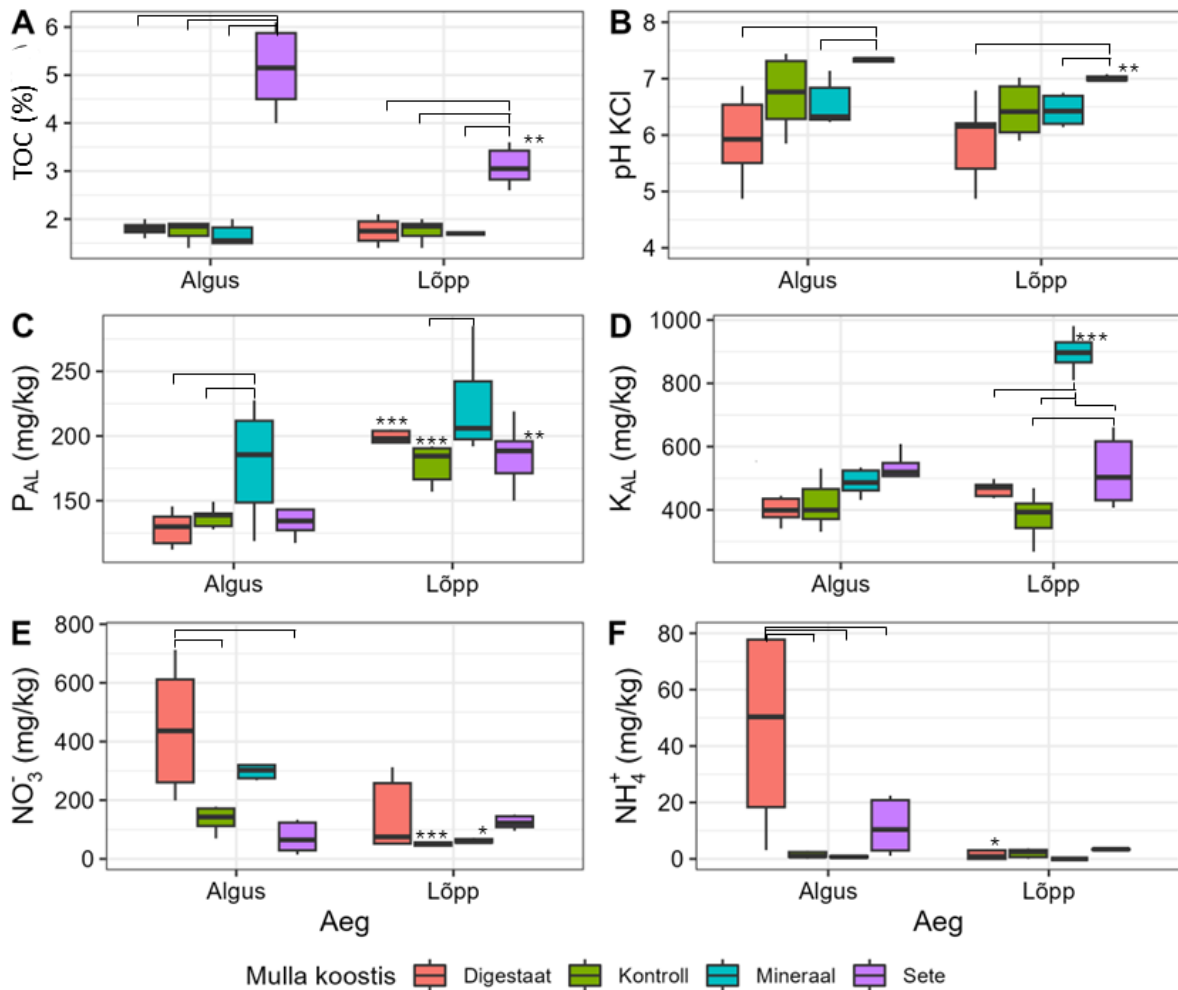 A
TOC (%)
6
5
4
3
2
**
Algus
Lõpp
B
pH KCl
8
7
6
5
4
**
Algus
Lõpp
C
P_AL (mg/kg)
250
200
150
***
***
**
Algus
Lõpp
D
K_AL (mg/kg)
1000
800
600
400
***
Algus
Lõpp
E
NO₃⁻ (mg/kg)
800
600
400
200
0
***
*
Algus
Lõpp
Aeg
F
NH₄⁺ (mg/kg)
80
60
40
20
0
*
Algus
Lõpp
Aeg
Mulla koostis Digestaat Kontroll Mineraal Sete